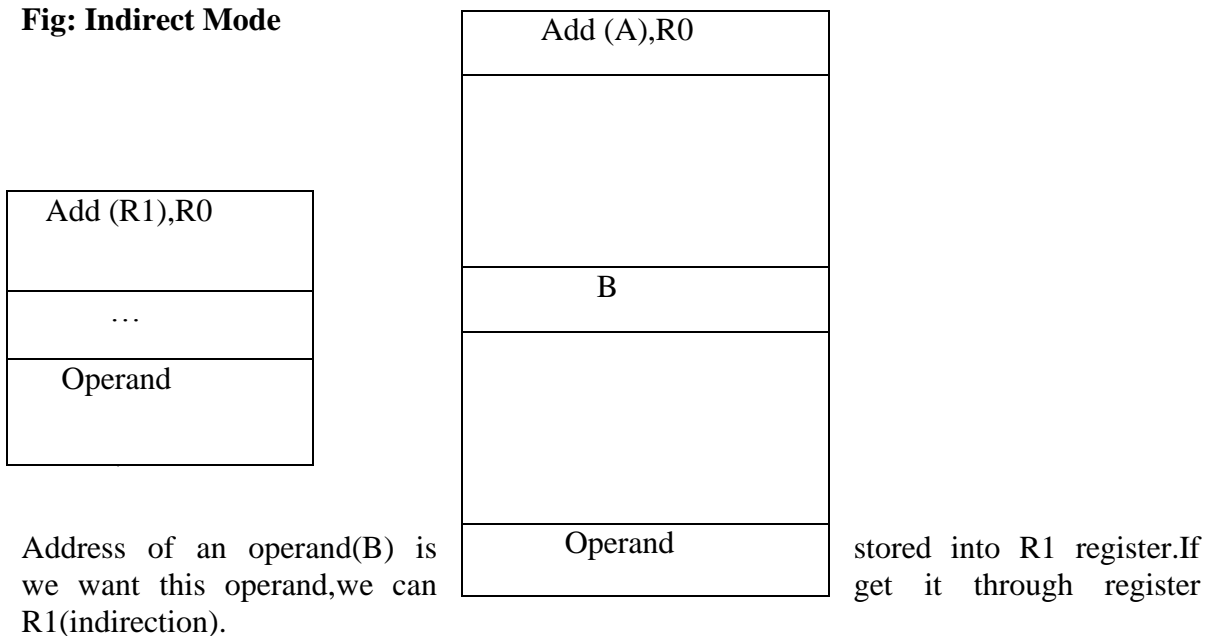 Fig: Indirect Mode
Add (A),R0
Add (R1),R0
B
…
Operand
Address of an operand(B) is
Operand
stored into R1 register.If
we want this operand,we can
get it through register
R1(indirection).